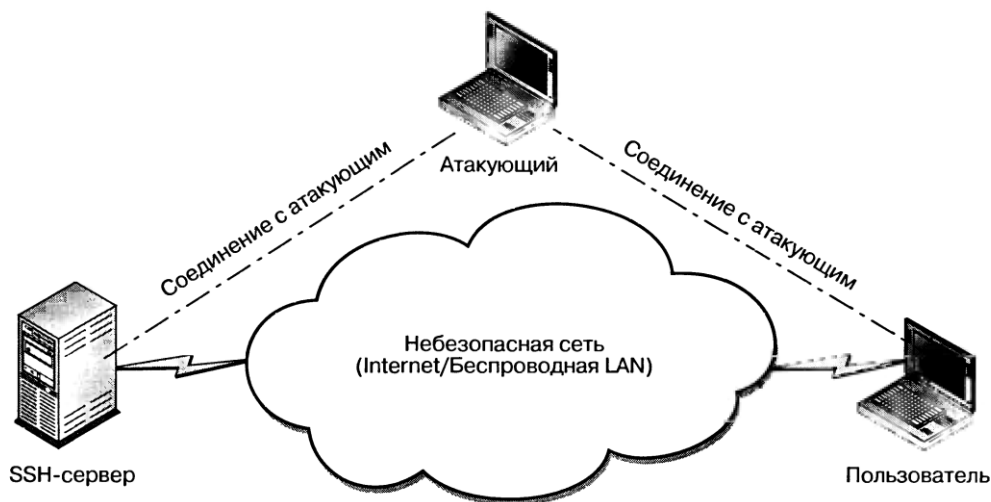 Атакующий
Соединение с атакующим
Соединение с атакующим
Небезопасная сеть
(Internet/Беспроводная LAN)
SSH-сервер
Пользователь